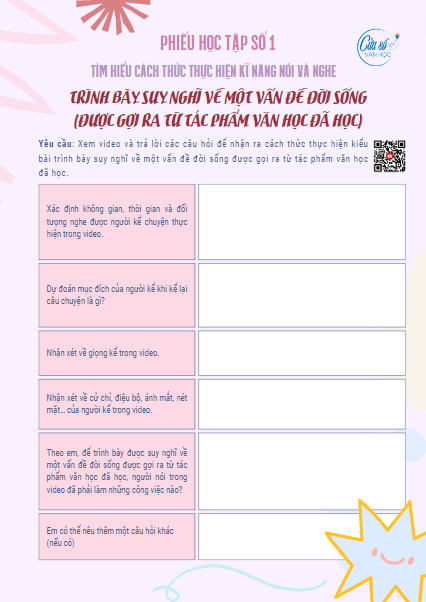 PHIẾU HỌC TẬP SỐ 1
Cửa sổ
VĂN HỌC
TÌM HIỂU CÁCH THỨC THỰC HIỆN KĨ NĂNG NÓI VÀ NGHE
TRÌNH BÀY SUY NGHĨ VỀ MỘT VẤN ĐỀ ĐỜI SỐNG
(ĐƯỢC GỢI RA TỪ TÁC PHẨM VĂN HỌC ĐÃ HỌC)
Yêu cầu: Xem video và trả lời các câu hỏi để nhận ra cách thức thực hiện kiểu
bài trình bày suy nghĩ về một vấn đề đời sống được gợi ra từ tác phẩm văn học
đã học.
Xác định không gian, thời gian và đối
tượng nghe được người kể chuyện thực
hiện trong video.
Dự đoán mục đích của người kể khi kể lại
câu chuyện là gì?
Nhận xét về giọng kể trong video.
Nhận xét về cử chỉ, điệu bộ, ánh mắt, nét
mặt... của người kể trong video.
Theo em, để trình bày được suy nghĩ về
một vấn đề đời sống được gợi ra từ tác
phẩm văn học đã học, người nói trong
video đã phải làm những công việc nào?
Em có thể nêu thêm một câu hỏi khác
(nếu có)